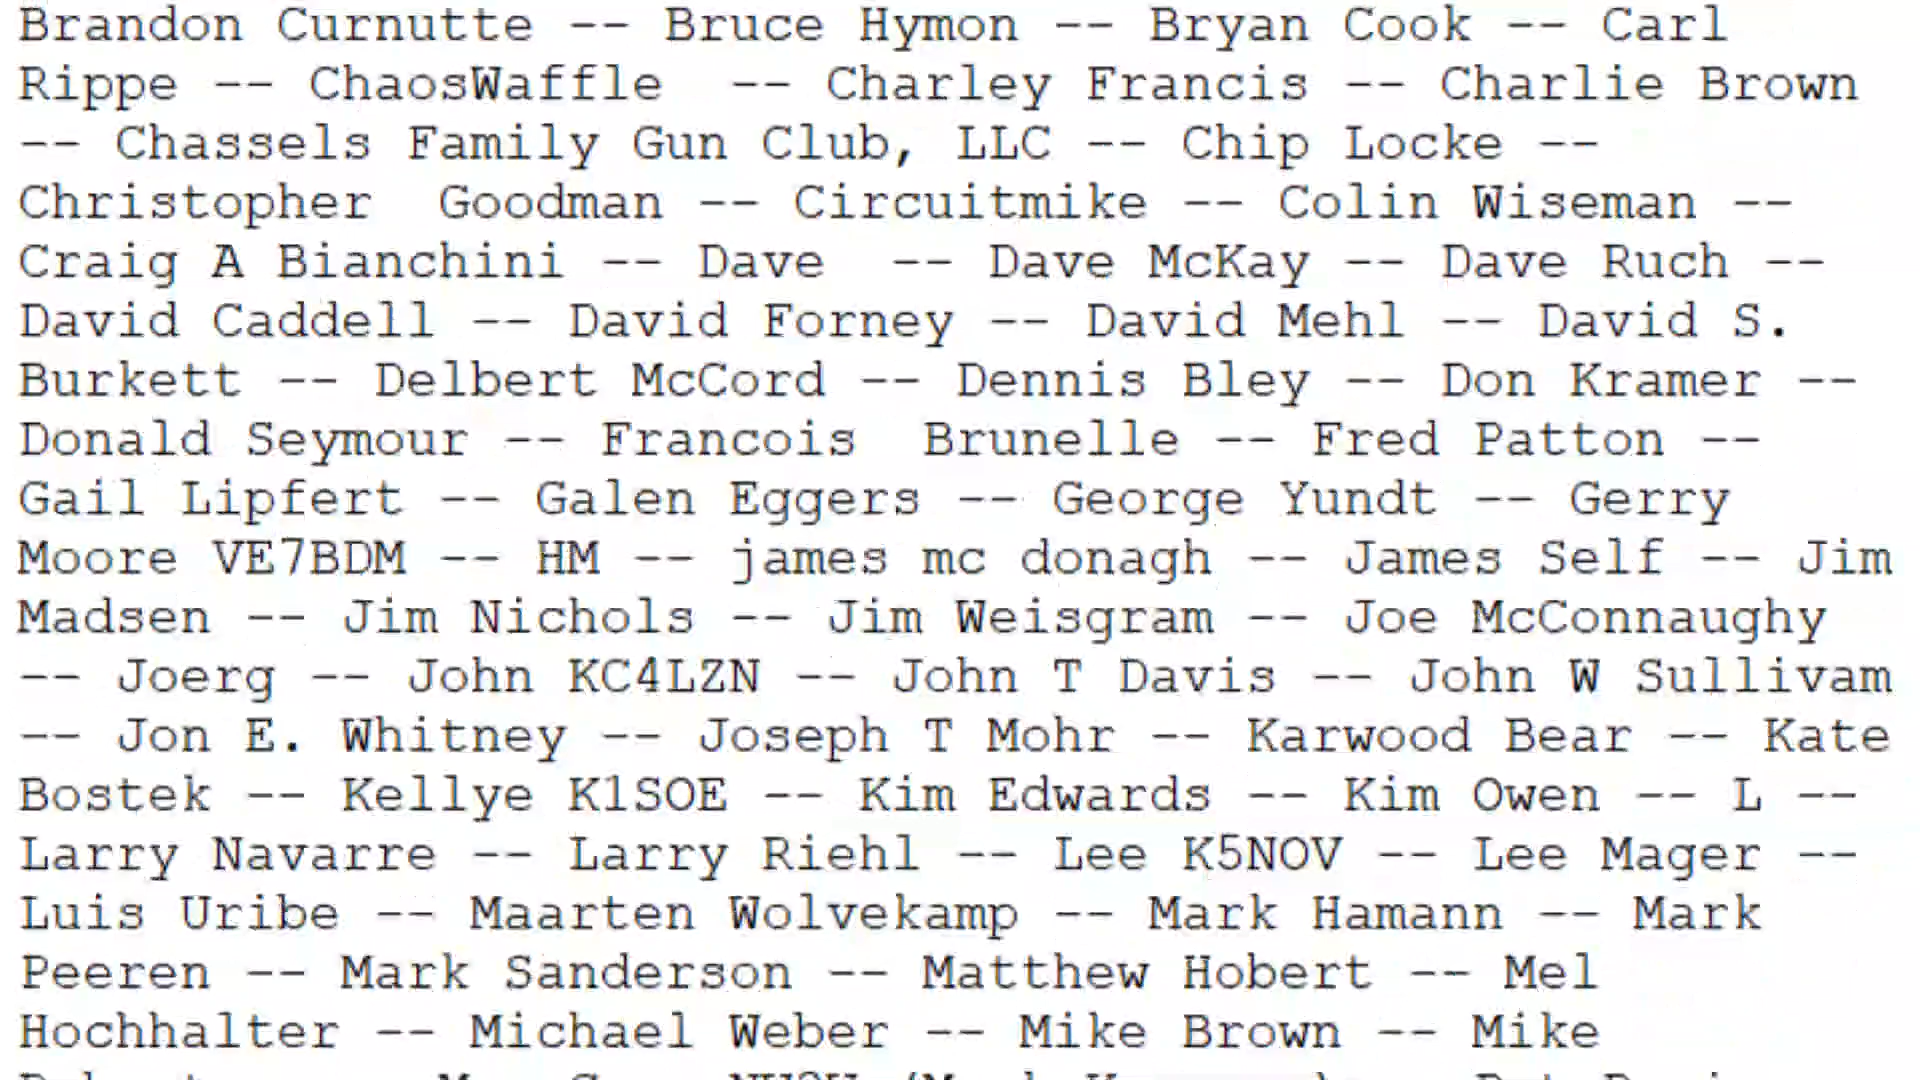 Brandon Curnutte -- Bruce Hymon -- Bryan Cook -- Carl
Rippe -- ChaosWaffle  -- Charley Francis -- Charlie Brown
-- Chassels Family Gun Club, LLC -- Chip Locke --
Christopher  Goodman -- Circuitmike -- Colin Wiseman --
Craig A Bianchini -- Dave  -- Dave McKay -- Dave Ruch --
David Caddell -- David Forney -- David Mehl -- David S.
Burkett -- Delbert McCord -- Dennis Bley -- Don Kramer --
Donald Seymour -- Francois  Brunelle -- Fred Patton --
Gail Lipfert -- Galen Eggers -- George Yundt -- Gerry
Moore VE7BDM -- HM -- james mc donagh -- James Self -- Jim
Madsen -- Jim Nichols -- Jim Weisgram -- Joe McConnaughy
-- Joerg -- John KC4LZN -- John T Davis -- John W Sullivam
-- Jon E. Whitney -- Joseph T Mohr -- Karwood Bear -- Kate
Bostek -- Kellye K1SOE -- Kim Edwards -- Kim Owen -- L --
Larry Navarre -- Larry Riehl -- Lee K5NOV -- Lee Mager --
Luis Uribe -- Maarten Wolvekamp -- Mark Hamann -- Mark
Peeren -- Mark Sanderson -- Matthew Hobert -- Mel
Hochhalter -- Michael Weber -- Mike Brown -- Mike